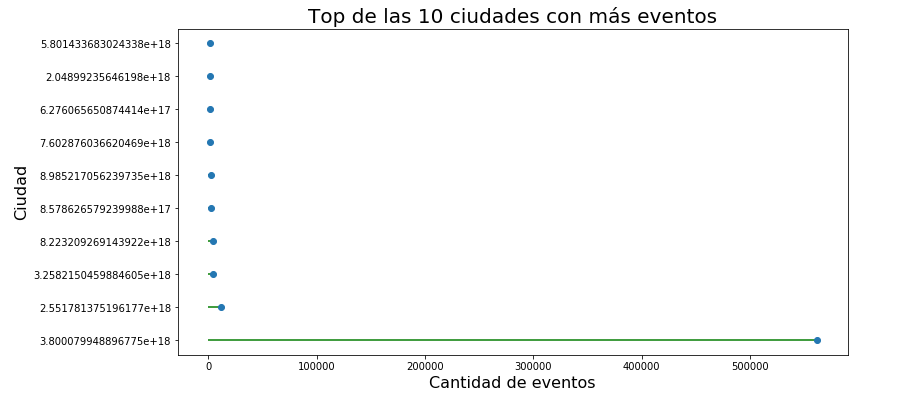 Top de las 10 ciudades con más eventos
Ciudad
5.801433683024338e+18
2.04899235646198e+18
6.276065650874414e+17
7.602876036620469e+18
8.985217056239735e+18
8.578626579239988e+17
8.223209269143922e+18
3.2582150459884605e+18
2.551781375196177e+18
3.800079948896775e+18
0 100000 200000 300000 400000 500000
Cantidad de eventos